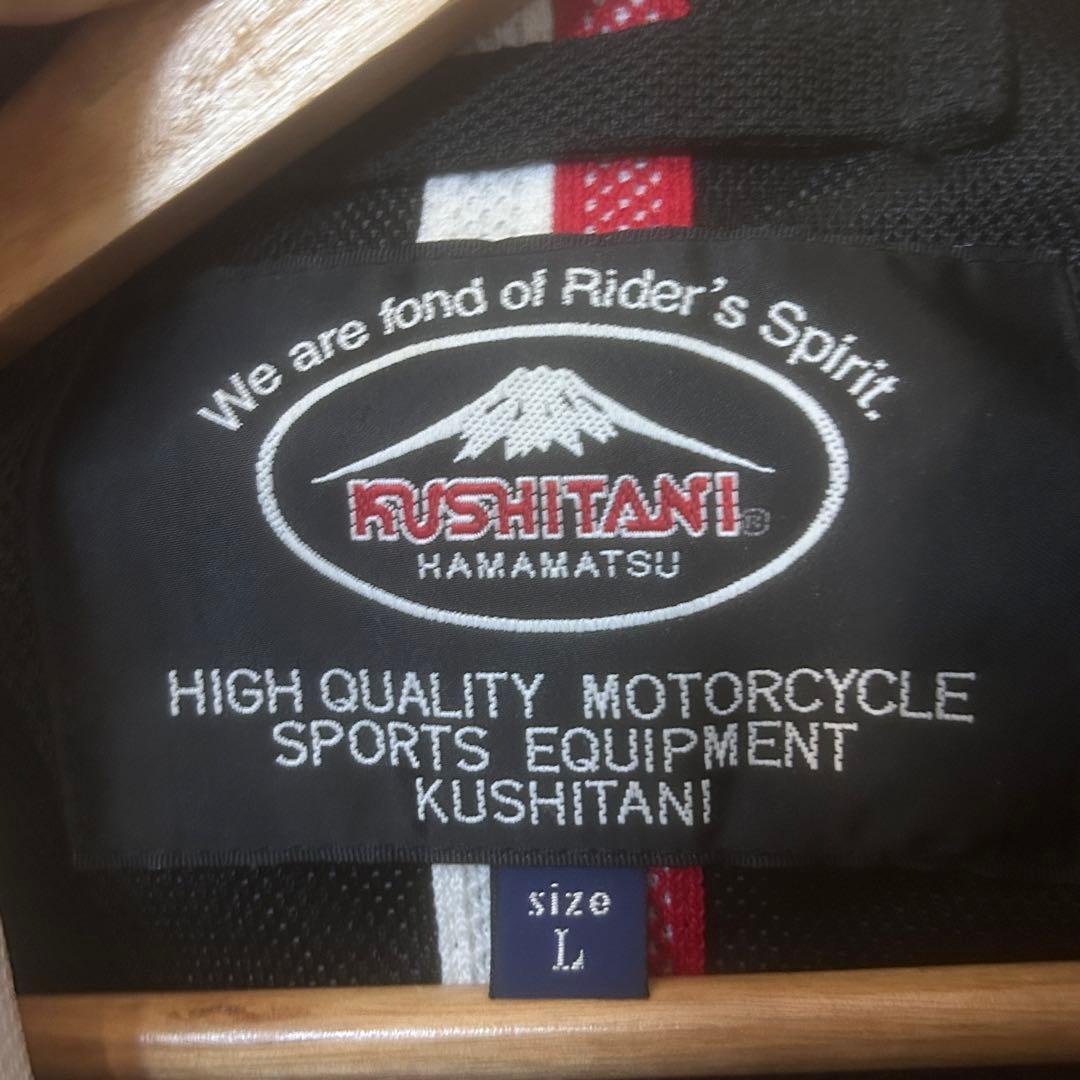 We are fond of Rider's Spirit.
KUSHITANI®
HAMAMATSU
HIGH QUALITY MOTORCYCLE
SPORTS EQUIPMENT
KUSHITANI
size
L